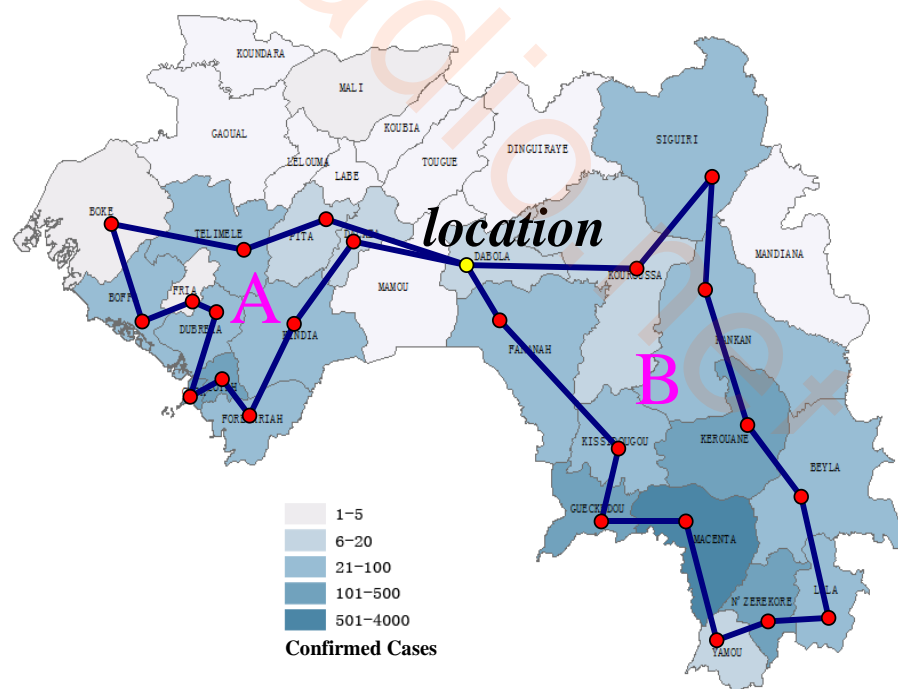 KOUNDARA
MALI
GAOUAL
KOUBIA
LELOUMA
LABE
TOUGUE
DINGUIRAYE
SIGUIRI
BOKE
TELIMELE
PITA
location
DABOLA
KOUROUSSA
MANDIANA
MAMOU
BOFFA
FRIA
A
DUBREKA
KINDIA
FARANAH
KANKAN
B
FORECARIAH
KISSIDOUGOU
KEROUANE
BEYLA
GUECKEDOU
MACENTA
N'ZEREKORE
LOLA
YAMOU
1-5
6-20
21-100
101-500
501-4000
Confirmed Cases